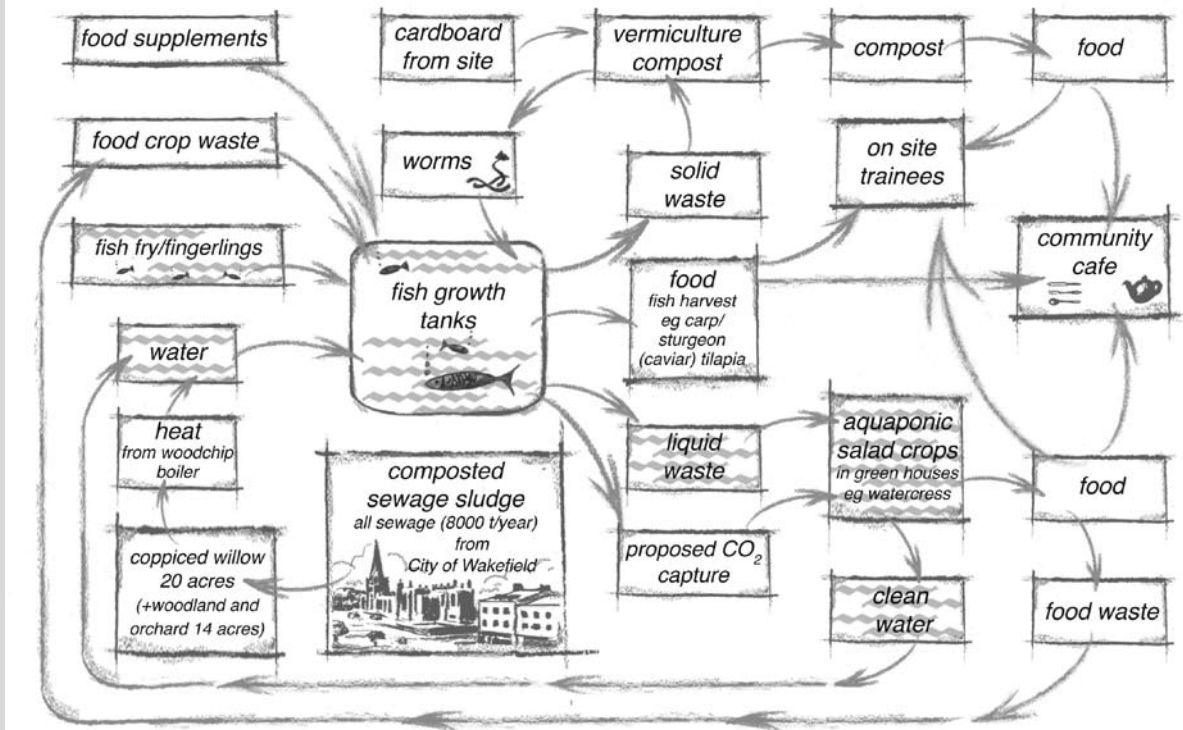 food supplements
cardboard
from site
vermiculture
compost
compost
food
food crop waste
worms
solid
waste
on site
trainees
fish fry/fingerlings
fish growth
tanks
food
fish harvest
eg carp/
sturgeon
(caviar) tilapia
community
cafe
water
heat
from woodchip
boiler
liquid
waste
aquaponic
salad crops
in green houses
eg watercress
food
composted
sewage sludge
all sewage (8000 t/year)
from
City of Wakefield
coppiced willow
20 acres
(+woodland and
orchard 14 acres)
proposed CO₂
capture
clean
water
food waste